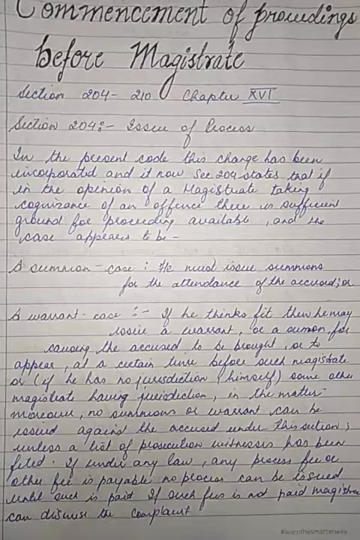 Commencement of proceedings
before Magistrate
Section 204- 210 Chapter XVI
Section 204:- Issue of Process
In the present code this charge has been
incorporated and it now Sec 204 states that if
in the openion of a Magistrate taking
cognizance of an offence there is sufficient
ground for proceeding available, and the
case appears to be -
A summon-case : He must issue summons
for the attendance of the accused; or
A warrant-case :- If he thinks fit then he may
issue a warrant, or a sumon for
causing the accused to be brought, or to
appear, at a certain time before such magistrate
or (if he has no jurisdiction himself) some other
magistrate having jurisdiction, in the matter-
moreover, no summons or warrant can be
issued against the accused under this section;
unless a list of prosecution witnesses has been
filed. If under any law, any process fee or
other fee is payable no process can be issued
until such is paid If such fees is not paid magistrate
can dismiss the complaint